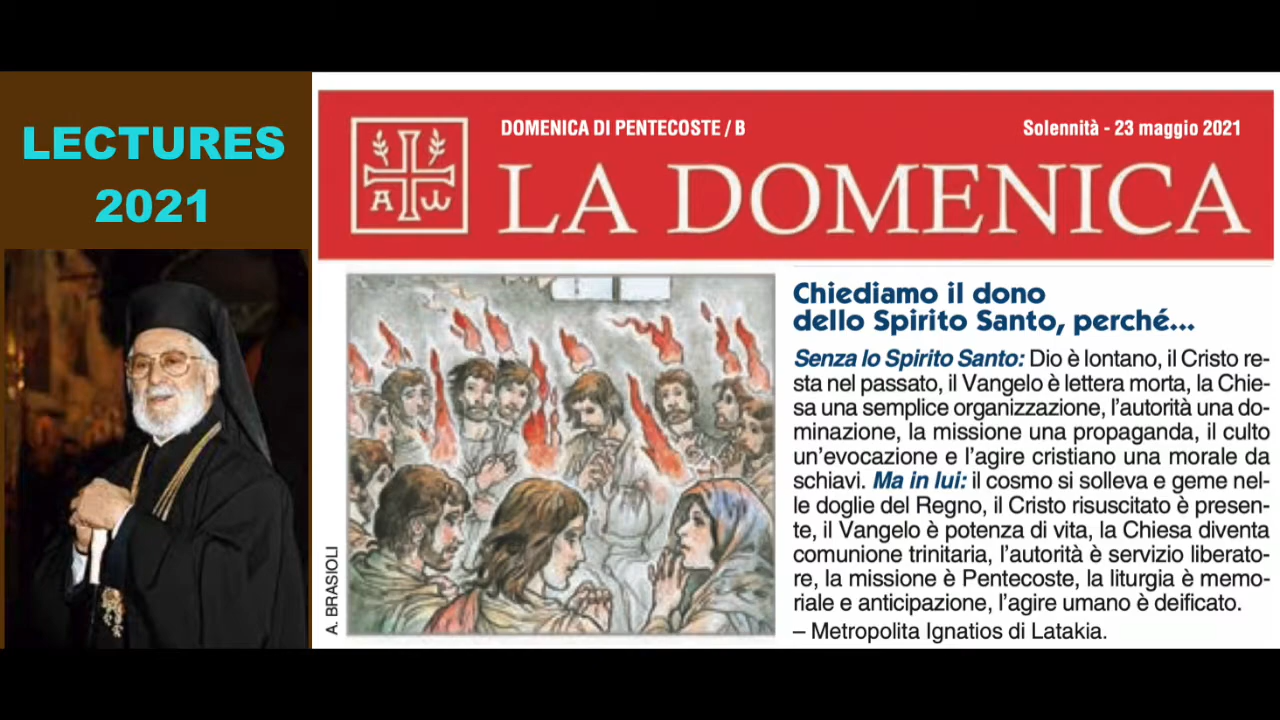 LECTURES
2021
DOMENICA DI PENTECOSTE / B
Solennità - 23 maggio 2021
A ω
LA DOMENICA
A. BRASIOLI
Chiediamo il dono
dello Spirito Santo, perché...
Senza lo Spirito Santo: Dio è lontano, il Cristo re-
sta nel passato, il Vangelo è lettera morta, la Chie-
sa una semplice organizzazione, l'autorità una do-
minazione, la missione una propaganda, il culto
un'evocazione e l'agire cristiano una morale da
schiavi. Ma in lui: il cosmo si solleva e geme nel-
le doglie del Regno, il Cristo risuscitato è presen-
te, il Vangelo è potenza di vita, la Chiesa diventa
comunione trinitaria, l'autorità è servizio liberato-
re, la missione è Pentecoste, la liturgia è memo-
riale e anticipazione, l'agire umano è deificato.
– Metropolita Ignatios di Latakia.